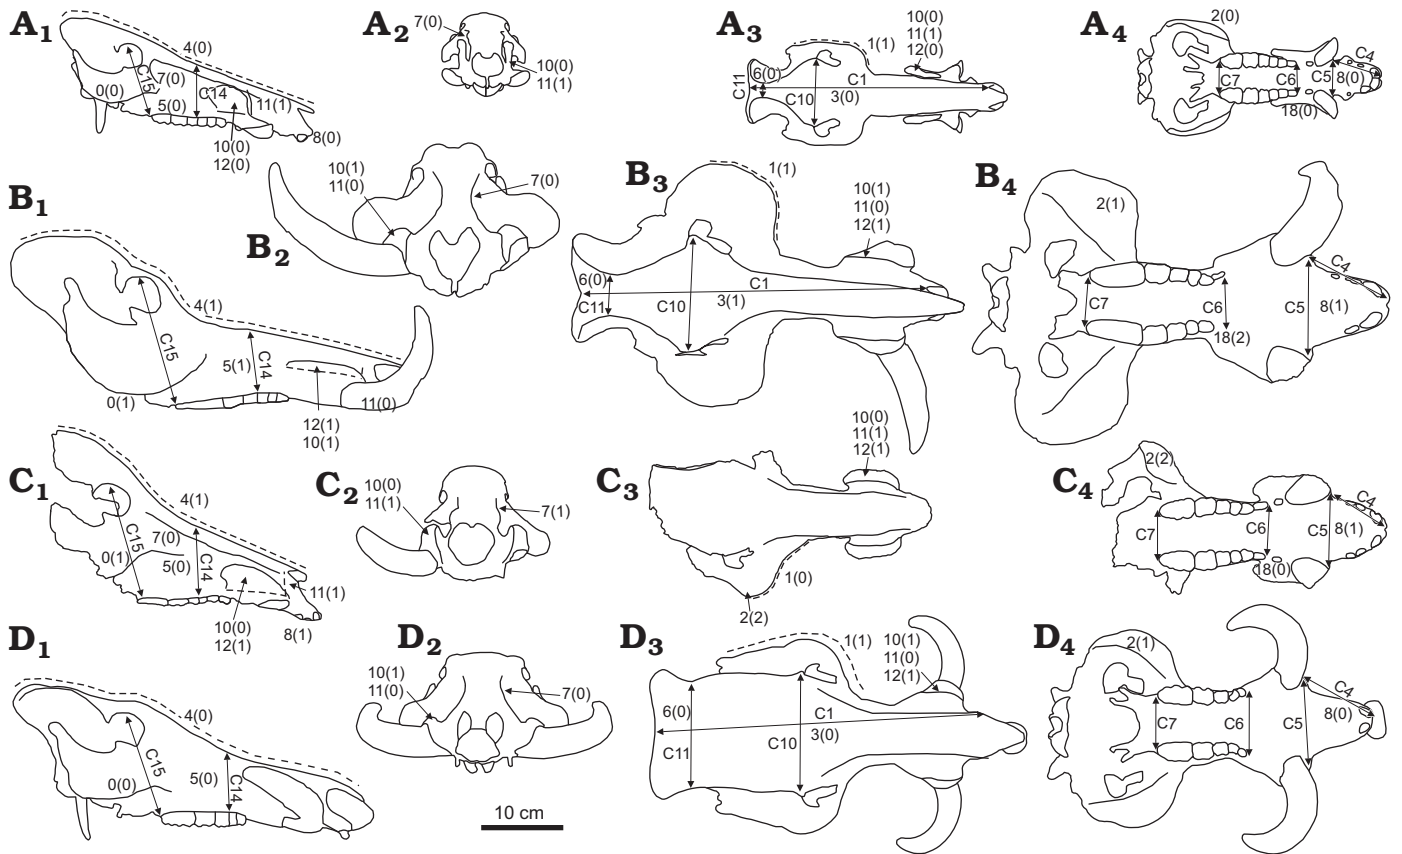 A1
4(0)
C15
7(0)
C14
0(0)
5(0)
11(1)
10(0)
12(0)
8(0)
A2
7(0)
10(0)
11(1)
A3
1(1)
10(0)
11(1)
12(0)
C11
6(0)
C1
C10
3(0)
A4
2(0)
C4
C7
C6
C5
8(0)
18(0)
B1
4(1)
C15
5(1)
C14
0(1)
11(0)
12(1)
10(1)
B2
10(1)
11(0)
7(0)
B3
1(1)
10(1)
11(0)
12(1)
6(0)
C11
C10
C1
3(1)
B4
2(1)
C4
C7
C6
C5
8(1)
18(2)
C1
4(1)
C15
7(0)
0(1)
5(0)
C14
11(1)
10(0)
12(1)
8(1)
C2
10(0)
11(1)
7(1)
C3
10(0)
11(1)
12(1)
1(0)
2(2)
C4
2(2)
C4
C7
C6
C5
8(1)
18(0)
D1
4(0)
C15
0(0)
5(0)
C14
D2
10(1)
11(0)
7(0)
10 cm
D3
1(1)
10(1)
11(0)
12(1)
6(0)
C11
C10
C1
3(0)
D4
2(1)
C4
C7
C6
C5
8(0)